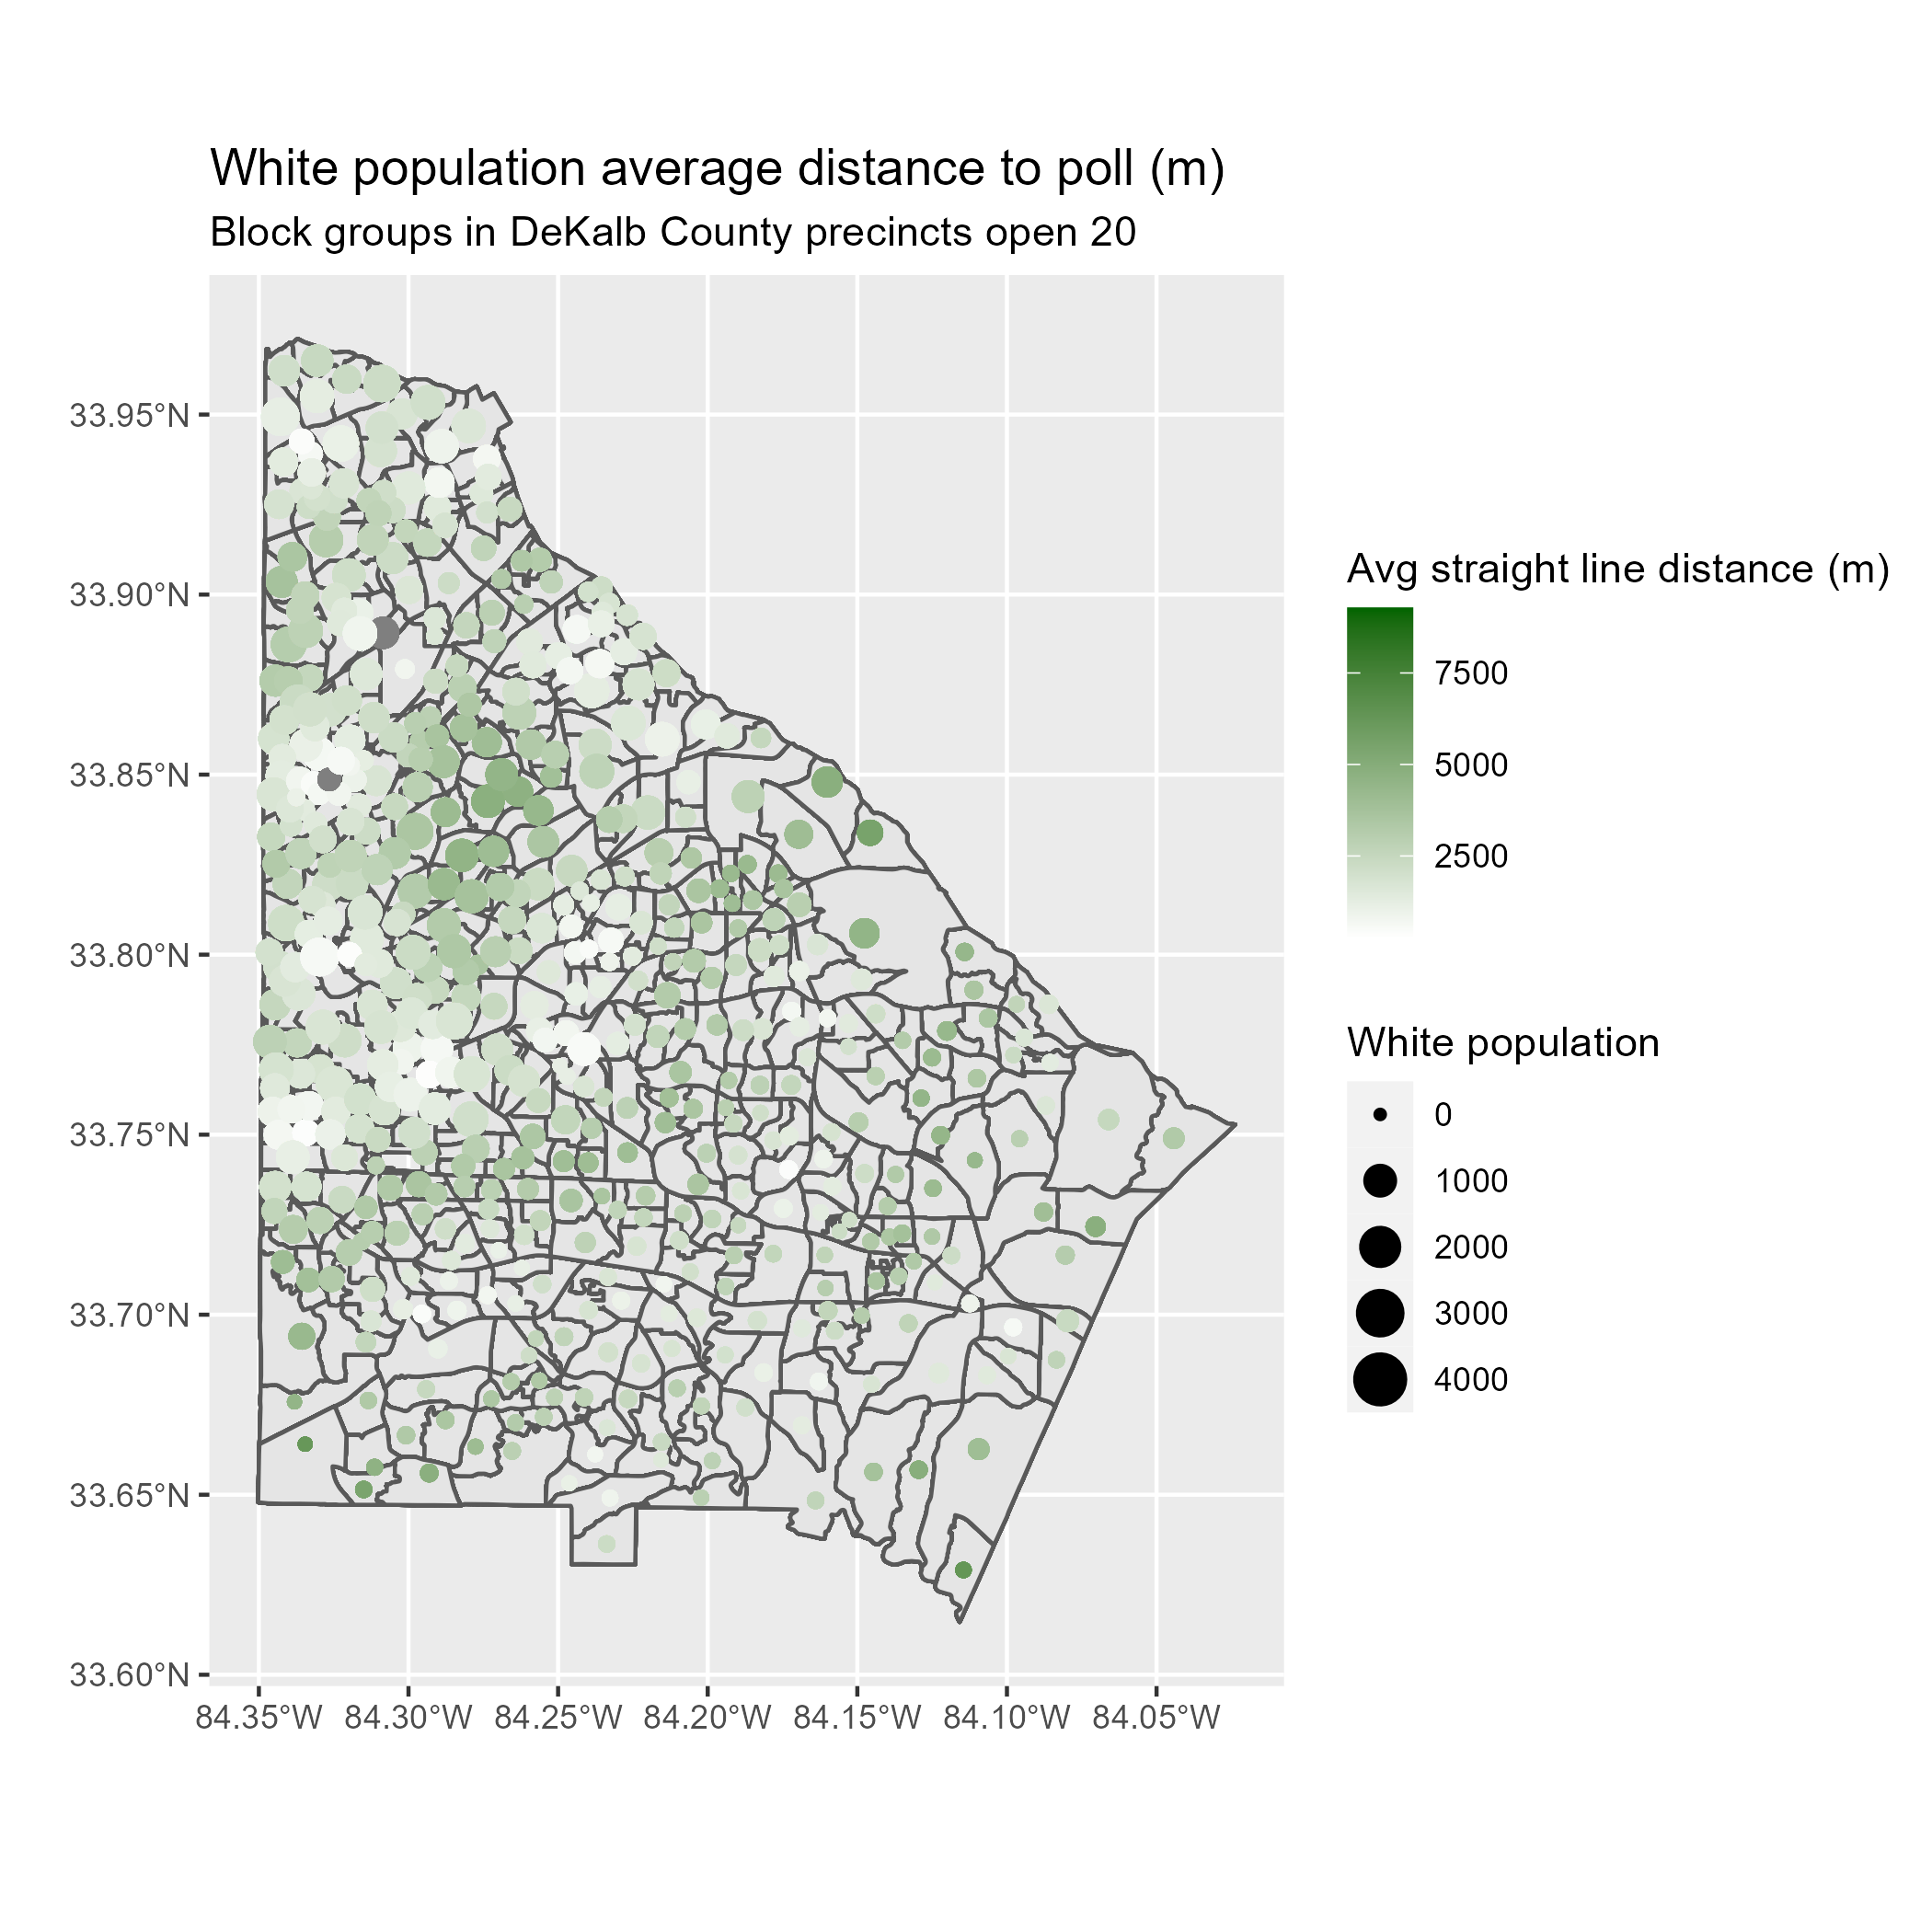 White population average distance to poll (m)
Block groups in DeKalb County precincts open 20
33.95°N
33.90°N
33.85°N
33.80°N
33.75°N
33.70°N
33.65°N
33.60°N
84.35°W 84.30°W 84.25°W 84.20°W 84.15°W 84.10°W 84.05°W
Avg straight line distance (m)
7500
5000
2500
White population
0
1000
2000
3000
4000